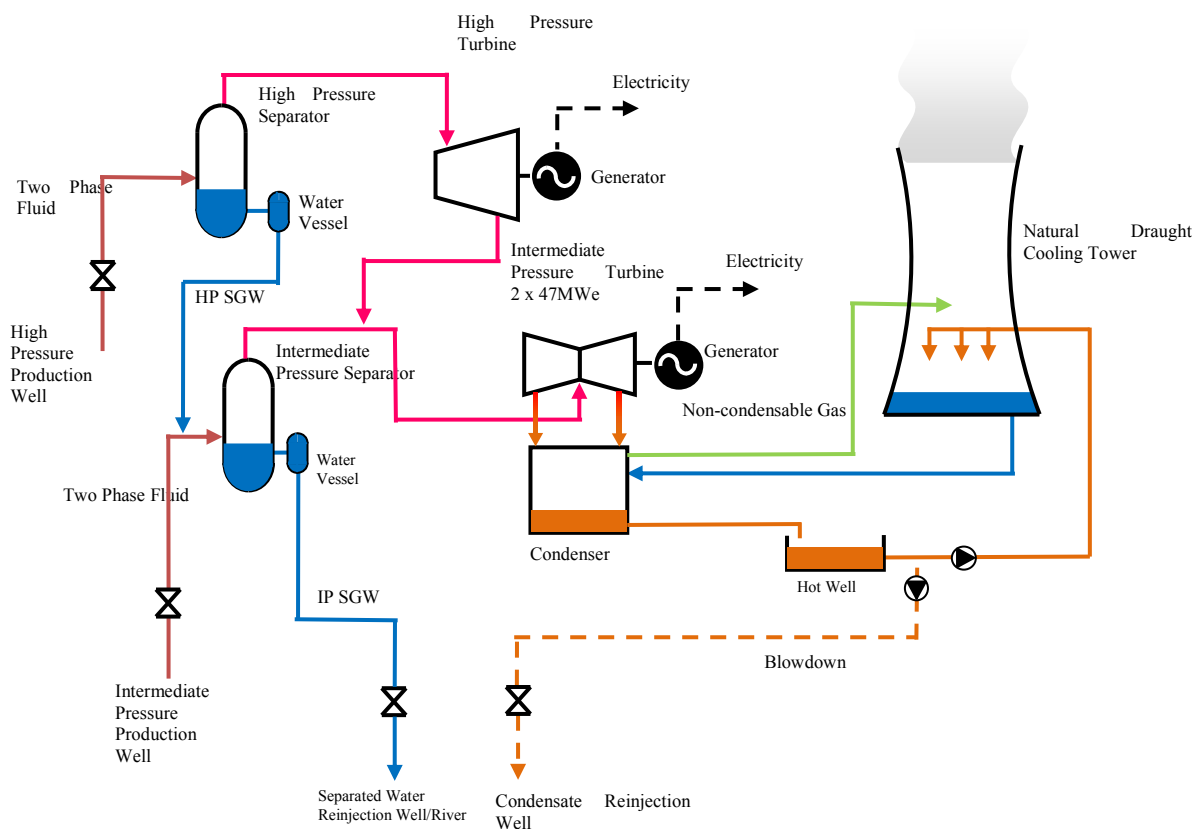 High Pressure
Turbine
Electricity
High Pressure
Separator
Generator
Two Phase
Fluid
Water
Vessel
Natural Draught
Cooling Tower
Intermediate
Pressure Turbine
2 x 47MWe
Electricity
HP SGW
High
Pressure
Production
Well
Intermediate
Pressure Separator
Generator
Non-condensable Gas
Water
Vessel
Two Phase Fluid
Condenser
Hot Well
IP SGW
Blowdown
Intermediate
Pressure
Production
Well
Separated Water
Reinjection Well/River
Condensate Reinjection
Well